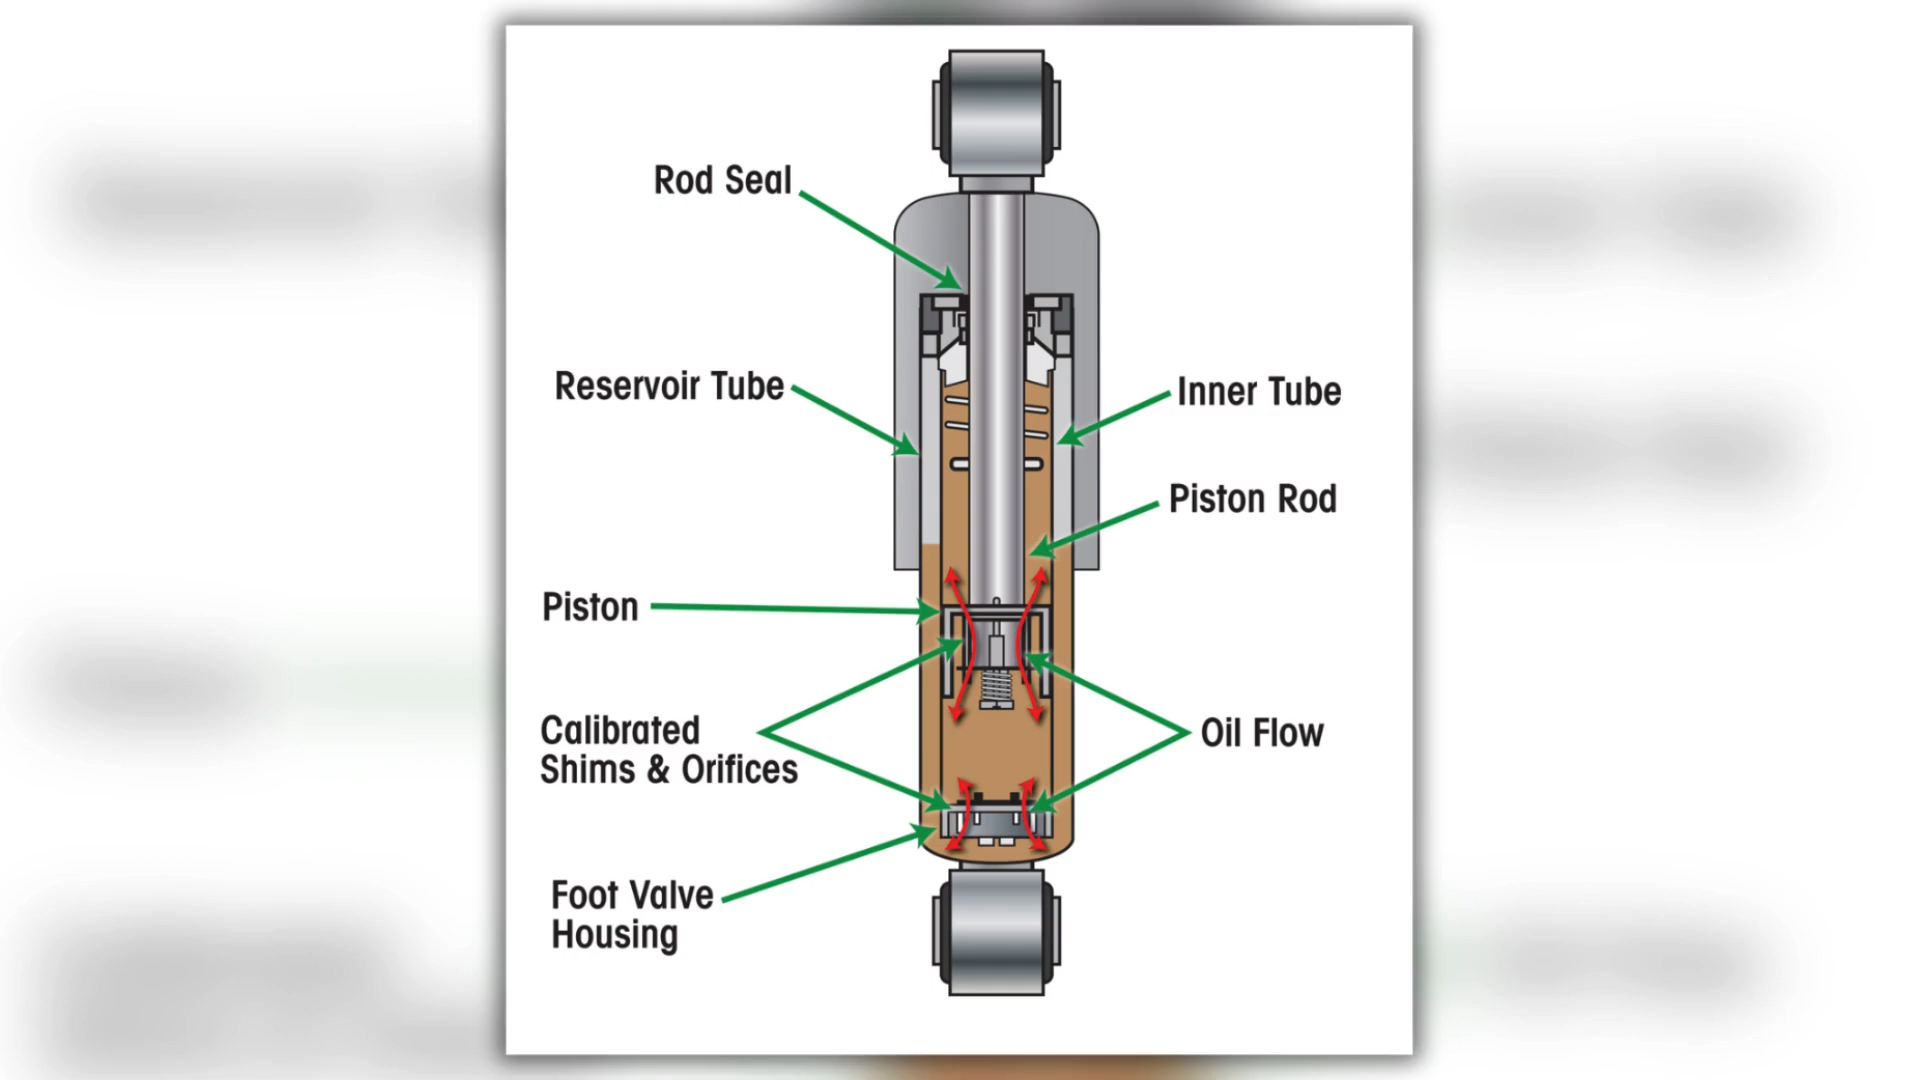 Rod Seal
Reservoir Tube
Inner Tube
Piston Rod
Piston
Calibrated
Shims & Orifices
Oil Flow
Foot Valve
Housing